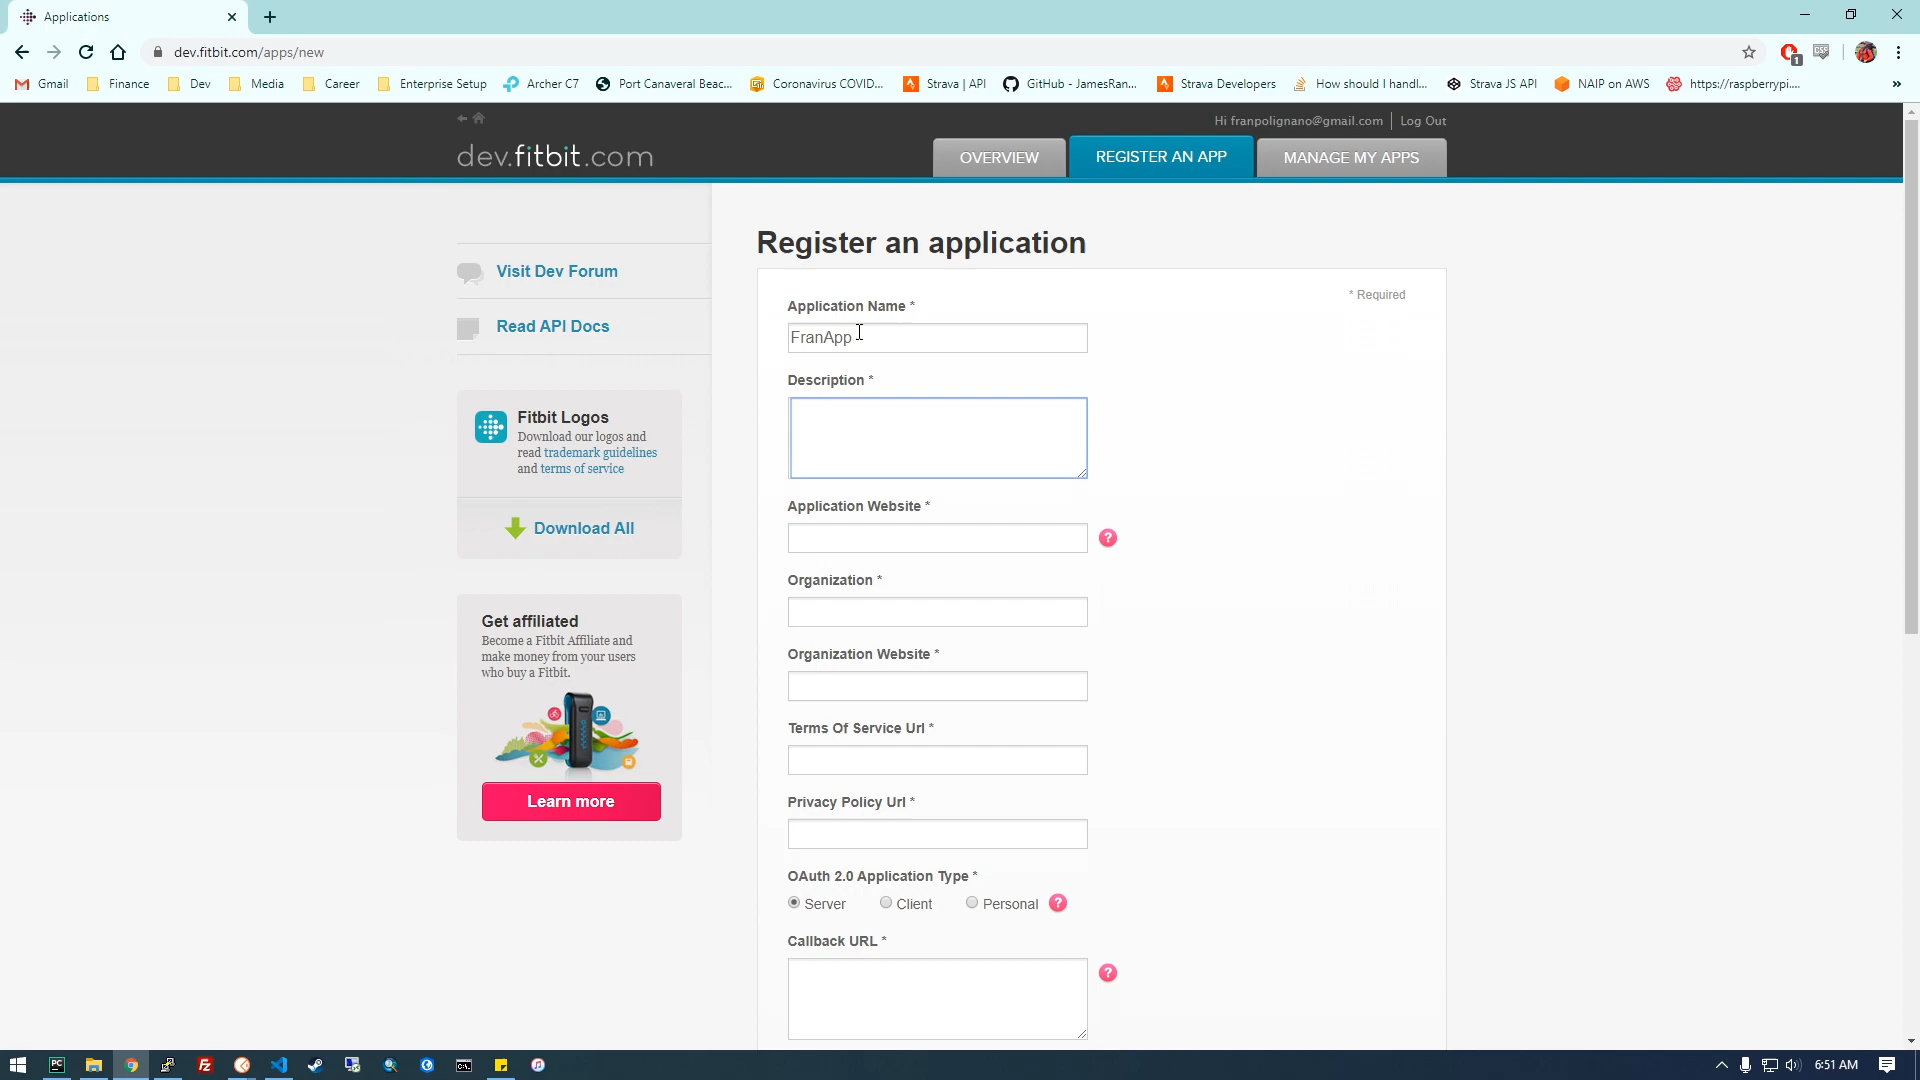 Applications
dev.fitbit.com/apps/new
Gmail
Finance
Dev
Media
Career
Enterprise Setup
Archer C7
Port Canaveral Beac...
Coronavirus COVID...
Strava | API
GitHub - JamesRan...
Strava Developers
How should I handl...
Strava JS API
NAIP on AWS
https://raspberrypi....
»
Hi franpolignano@gmail.com
Log Out
dev.fitbit.com
OVERVIEW
REGISTER AN APP
MANAGE MY APPS
Visit Dev Forum
Read API Docs
Fitbit Logos
Download our logos and
read trademark guidelines
and terms of service
Download All
Get affiliated
Become a Fitbit Affiliate and
make money from your users
who buy a Fitbit.
Learn more
Register an application
* Required
Application Name *
FranApp
Description *
Application Website *
?
Organization *
Organization Website *
Terms Of Service Url *
Privacy Policy Url *
OAuth 2.0 Application Type *
Server Client Personal ?
Callback URL *
?
6:51 AM